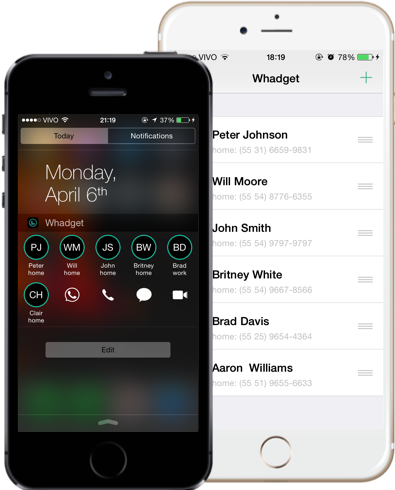 VIVO 21:19 37%
Today Notifications
Monday,
April 6th
Whadget
PJ WM JS BW BD
Peter Will John Britney Brad
home home home home work
CH
Clair
home
Edit
VIVO 18:19 78%
Whadget
Peter Johnson
home: (55 31) 6659-9831
Will Moore
home: (55 54) 8776-6355
John Smith
home: (55 54) 9797-9797
Britney White
home: (55 54) 9667-8566
Brad Davis
home: (55 25) 9654-4364
Aaron Williams
home: (55 51) 9655-6633